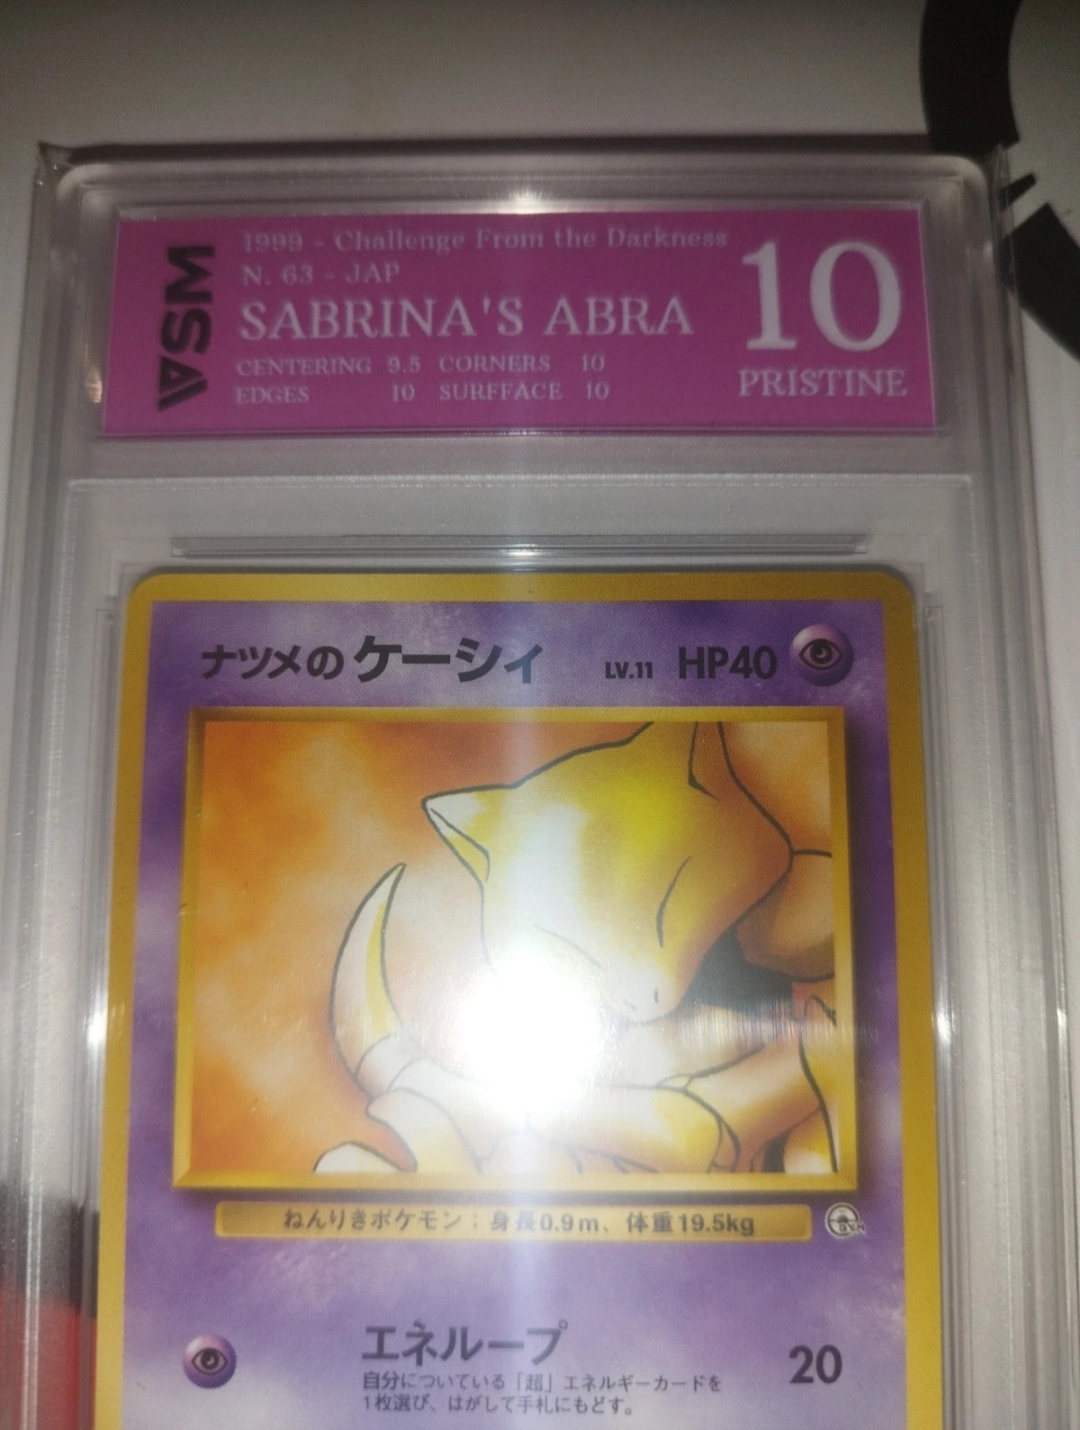 ASM
1999 - Challenge From the Darkness
N. 63 - JAP
SABRINA'S ABRA
CENTERING 9.5 CORNERS 10
EDGES 10 SURFFACE 10
10
PRISTINE
ナツメのケーシィ LV.11 HP40
ねんりきポケモン：身長0.9m、体重19.5kg
GYM
エネループ 20
自分についている「超」エネルギーカードを
1枚選び、はがして手札にもどす。